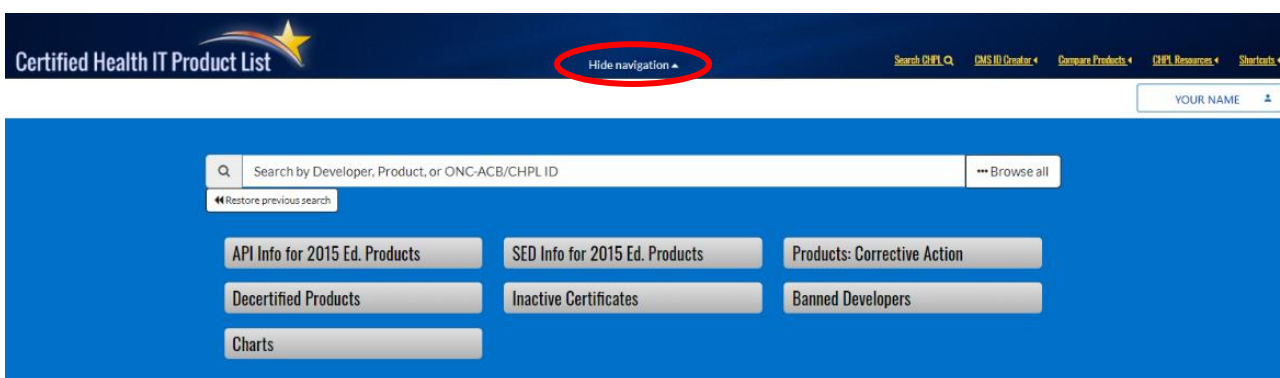 Certified Health IT Product List
Hide navigation
Search CHPL
CMS ID Creator
Compare Products
CHPL Resources
Shortcuts
YOUR NAME
Search by Developer, Product, or ONC-ACB/CHPL ID
Browse all
Restore previous search
API Info for 2015 Ed. Products
SED Info for 2015 Ed. Products
Products: Corrective Action
Decertified Products
Inactive Certificates
Banned Developers
Charts